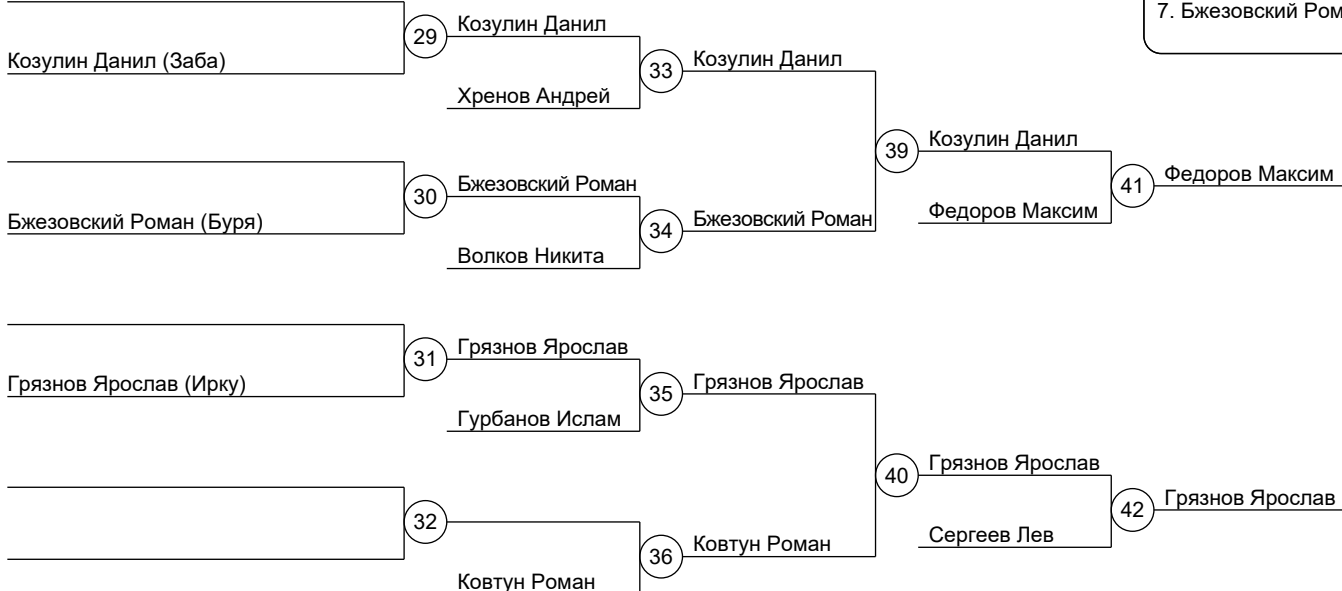 7. Бжезовский Ром
29
Козулин Данил
Козулин Данил (Заба)
33
Козулин Данил
Хренов Андрей
39
Козулин Данил
41
Федоров Максим
30
Бжезовский Роман
Бжезовский Роман (Буря)
34
Бжезовский Роман
Федоров Максим
Волков Никита
31
Грязнов Ярослав
Грязнов Ярослав (Ирку)
35
Грязнов Ярослав
Гурбанов Ислам
40
Грязнов Ярослав
42
Грязнов Ярослав
32
36
Ковтун Роман
Сергеев Лев
Ковтун Роман